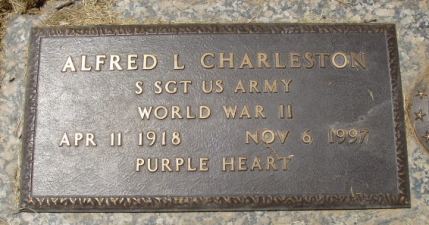 ALFRED L CHARLESTON
S SGT US ARMY
WORLD WAR II
APR 11 1918 NOV 6 1997
PURPLE HEART